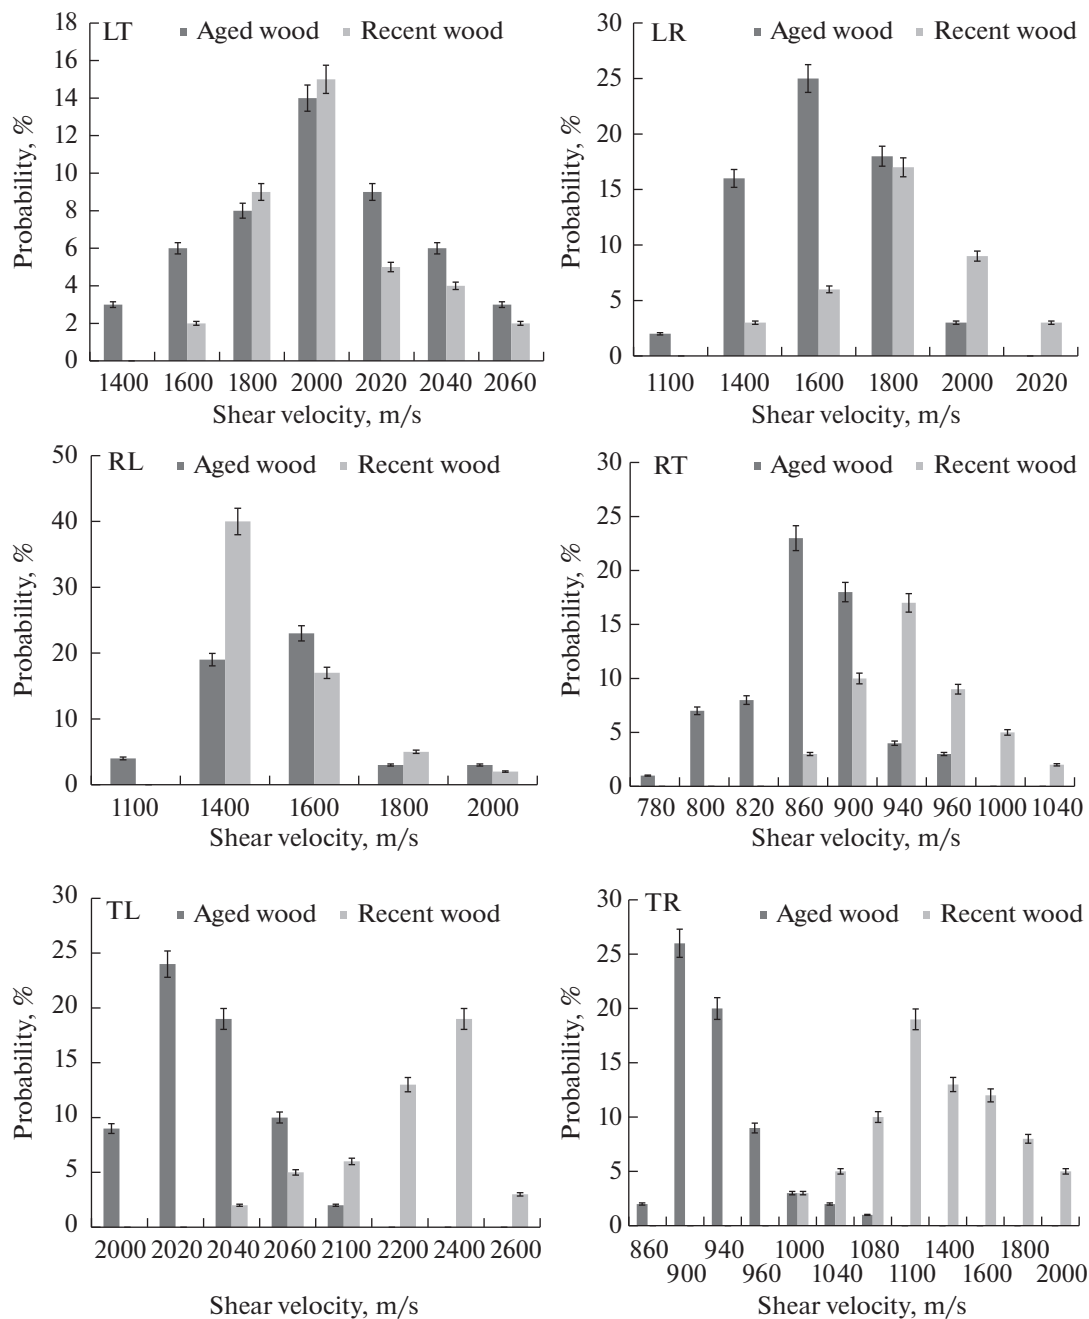 LT Aged wood Recent wood
Probability, %
18
16
14
12
10
8
6
4
2
0
1400 1600 1800 2000 2020 2040 2060
Shear velocity, m/s
LR Aged wood Recent wood
Probability, %
30
25
20
15
10
5
0
1100 1400 1600 1800 2000 2020
Shear velocity, m/s
RL Aged wood Recent wood
Probability, %
50
40
30
20
10
0
1100 1400 1600 1800 2000
Shear velocity, m/s
RT Aged wood Recent wood
Probability, %
30
25
20
15
10
5
0
780 800 820 860 900 940 960 1000 1040
Shear velocity, m/s
TL Aged wood Recent wood
Probability, %
30
25
20
15
10
5
0
2000 2020 2040 2060 2100 2200 2400 2600
Shear velocity, m/s
TR Aged wood Recent wood
Probability, %
30
25
20
15
10
5
0
860 940 1000 1080 1400 1800
900 960 1040 1100 1600 2000
Shear velocity, m/s